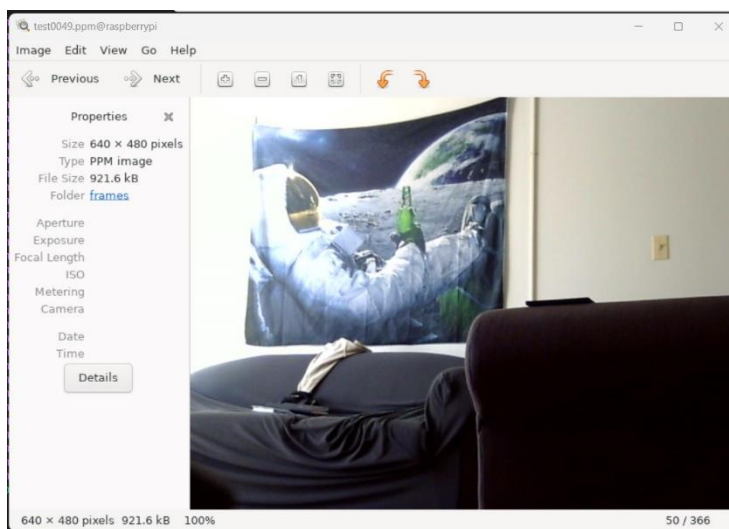 test0049.ppm@raspberrypi
Image Edit View Go Help
Previous Next
Properties
Size 640 × 480 pixels
Type PPM image
File Size 921.6 kB
Folder frames
Aperture
Exposure
Focal Length
ISO
Metering
Camera
Date
Time
Details
640 × 480 pixels 921.6 kB 100% 50 / 366